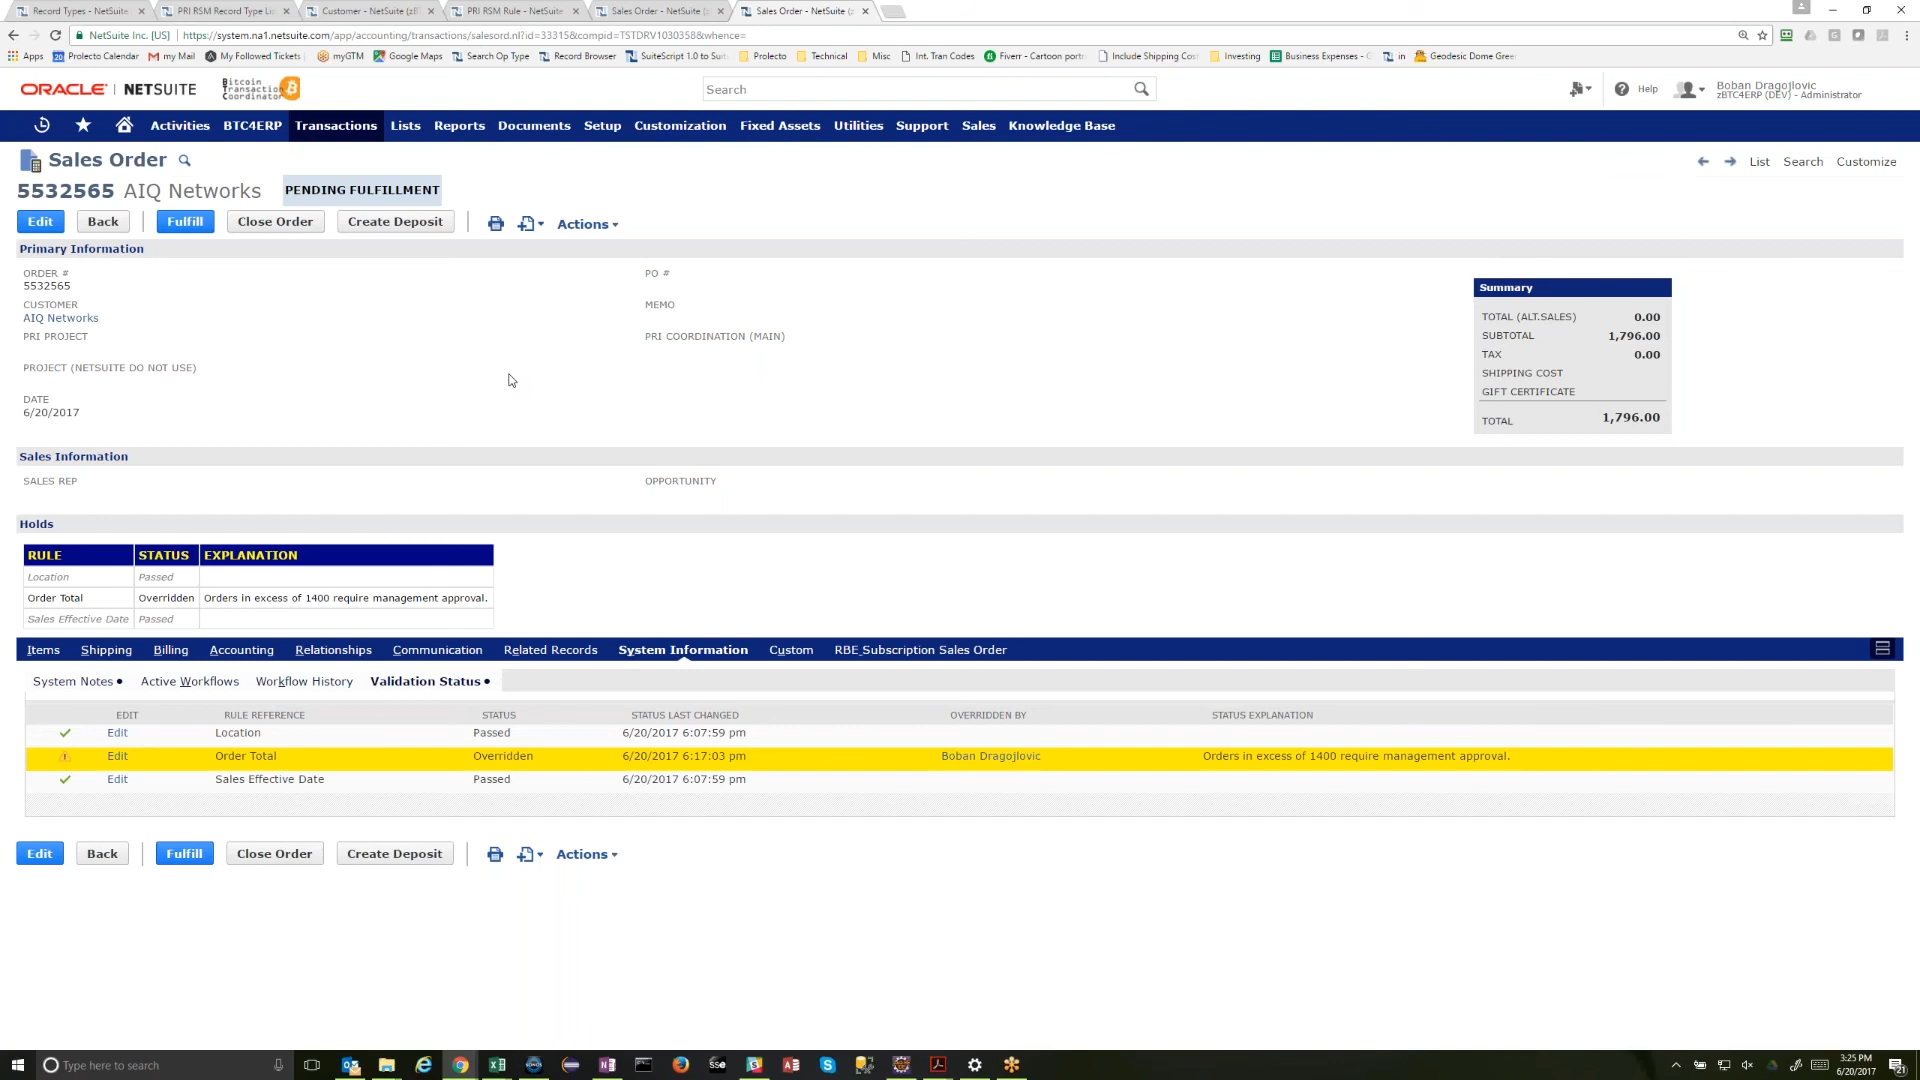 Record Types - NetSuite
PRI RSM Record Type Li
Customer - NetSuite (zB
PRI RSM Rule - NetSuite
Sales Order - NetSuite (z
Sales Order - NetSuite (z
NetSuite Inc. [US] https://system.na1.netsuite.com/app/accounting/transactions/salesord.nl?id=33315&compid=TSTDRV1030358&whence=
Apps Prolecto Calendar my Mail My Followed Tickets myGTM Google Maps Search Op Type Record Browser SuiteScript 1.0 to Suit Prolecto Technical Misc Int. Tran Codes Fiverr - Cartoon portr Include Shipping Cost Investing Business Expenses - in Geodesic Dome Gree
ORACLE | NETSUITE
Bitcoin
Transaction
Coordinator
Search
Help
Boban Dragojlovic
zBTC4ERP (DEV) - Administrator
Activities BTC4ERP Transactions Lists Reports Documents Setup Customization Fixed Assets Utilities Support Sales Knowledge Base
Sales Order
List Search Customize
5532565 AIQ Networks PENDING FULFILLMENT
Edit Back Fulfill Close Order Create Deposit Actions
Primary Information
ORDER #
5532565
CUSTOMER
AIQ Networks
PRI PROJECT
PROJECT (NETSUITE DO NOT USE)
DATE
6/20/2017
PO #
MEMO
PRI COORDINATION (MAIN)
Summary
TOTAL (ALT.SALES) 0.00
SUBTOTAL 1,796.00
TAX 0.00
SHIPPING COST
GIFT CERTIFICATE
TOTAL 1,796.00
Sales Information
SALES REP
OPPORTUNITY
Holds
RULE STATUS EXPLANATION
Location Passed
Order Total Overridden Orders in excess of 1400 require management approval.
Sales Effective Date Passed
Items Shipping Billing Accounting Relationships Communication Related Records System Information Custom RBE_Subscription Sales Order
System Notes Active Workflows Workflow History Validation Status
EDIT RULE REFERENCE STATUS STATUS LAST CHANGED OVERRIDDEN BY STATUS EXPLANATION
Edit Location Passed 6/20/2017 6:07:59 pm
Edit Order Total Overridden 6/20/2017 6:17:03 pm Boban Dragojlovic Orders in excess of 1400 require management approval.
Edit Sales Effective Date Passed 6/20/2017 6:07:59 pm
Edit Back Fulfill Close Order Create Deposit Actions
Type here to search
3:25 PM
6/20/2017
21